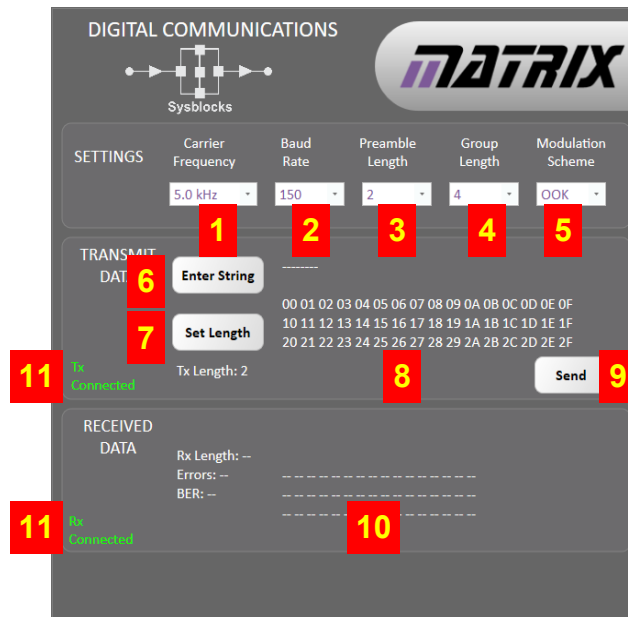 DIGITAL COMMUNICATIONS
MATRIX
Sysblocks
SETTINGS
Carrier
Frequency
Baud
Rate
Preamble
Length
Group
Length
Modulation
Scheme
5.0 kHz
150
2
4
OOK
1
2
3
4
5
TRANSMIT
6
Enter String
--------
00 01 02 03 04 05 06 07 08 09 0A 0B 0C 0D 0E 0F
7
Set Length
10 11 12 13 14 15 16 17 18 19 1A 1B 1C 1D 1E 1F
20 21 22 23 24 25 26 27 28 29 2A 2B 2C 2D 2E 2F
11
Tx
Connected
Tx Length: 2
8
Send
9
RECEIVED
DATA
Rx Length: --
Errors: --
BER: --
-- -- -- -- -- -- -- -- -- -- -- -- -- -- -- --
-- -- -- -- -- -- -- -- -- -- -- -- -- -- -- --
-- -- -- -- -- -- -- -- -- -- -- -- -- -- -- --
11
Rx
Connected
10